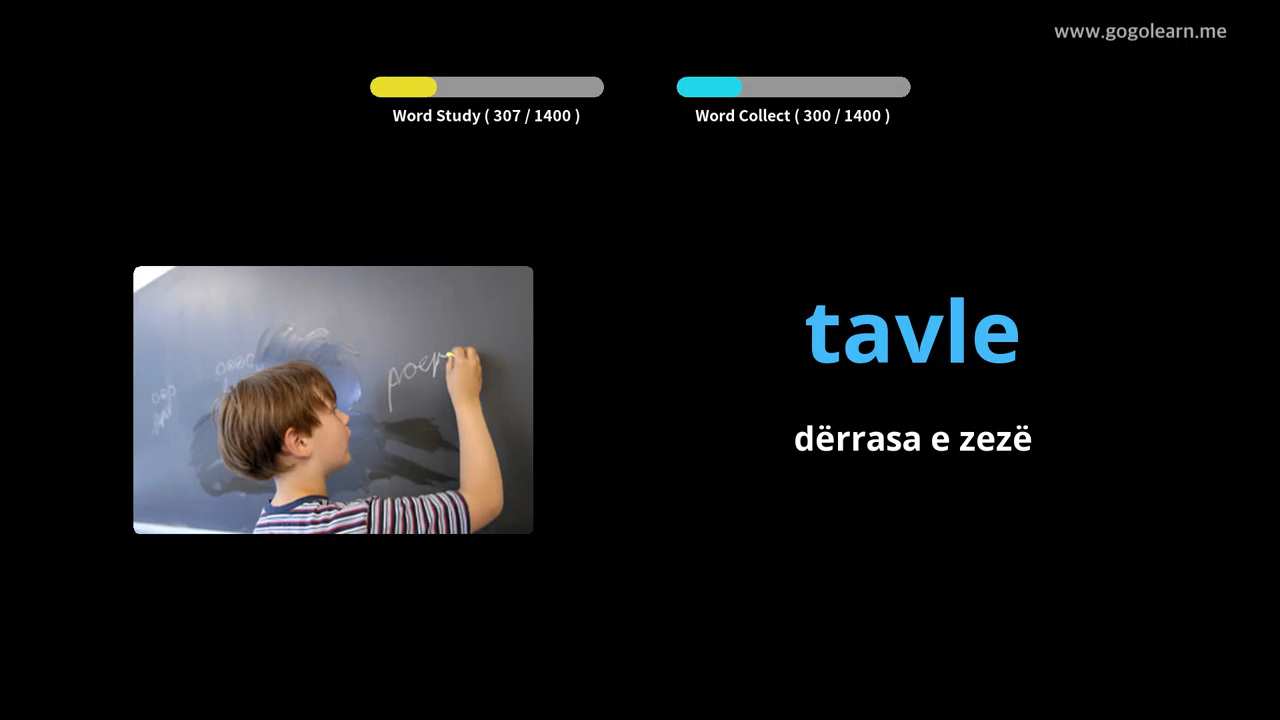 www.gogolearn.me
Word Study ( 307 / 1400 )
Word Collect ( 300 / 1400 )
tavle
dërrasa e zezë